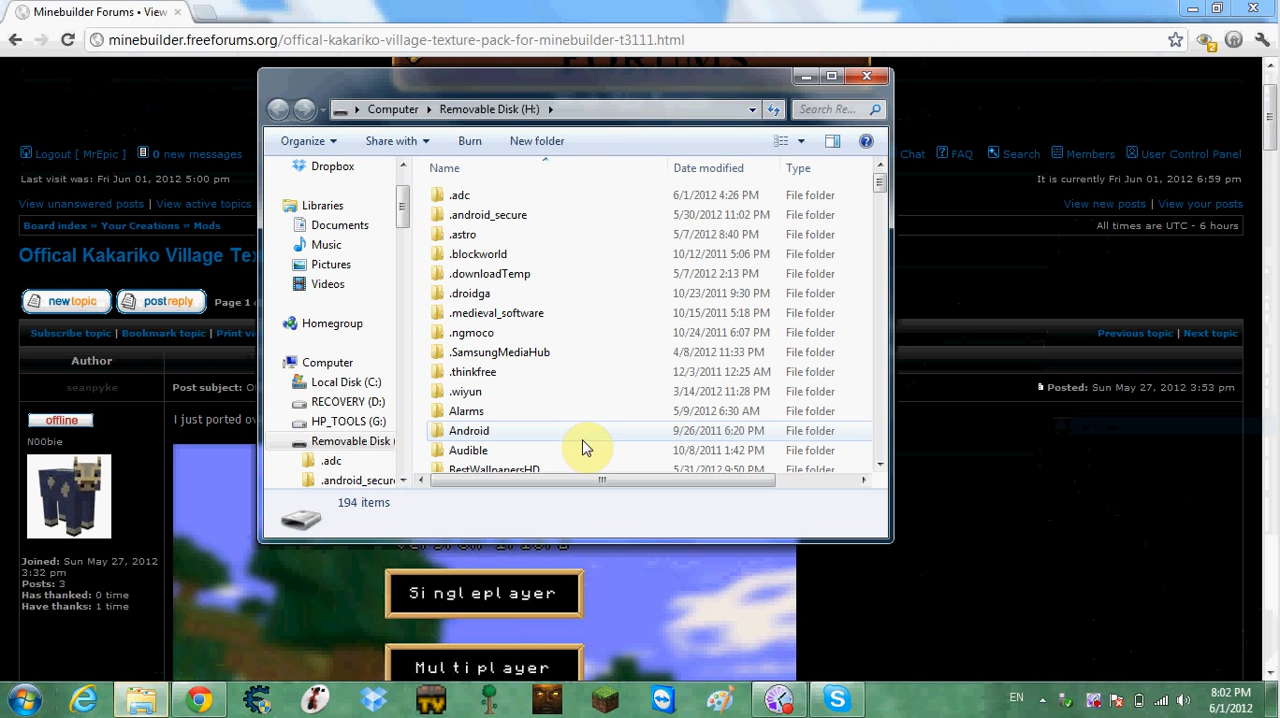 Minebuilder Forums • View
minebuilder.freeforums.org/offical-kakariko-village-texture-pack-for-minebuilder-t3111.html
Computer ▸ Removable Disk (H:) ▸
Search Re...
Organize
Share with
Burn
New folder
Logout [ MrEpic ]
0 new messages
Chat
FAQ
Search
Members
User Control Panel
Last visit was: Fri Jun 01, 2012 5:00 pm
It is currently Fri Jun 01, 2012 6:59 pm
View unanswered posts | View active topics
View new posts | View your posts
Board index » Your Creations » Mods
All times are UTC - 6 hours
Offical Kakariko Village Tex
newtopic
postreply
Page 1
Subscribe topic | Bookmark topic | Print vi
Previous topic | Next topic
Author
seanpyke
Post subject: O
Posted: Sun May 27, 2012 3:53 pm
offline
I just ported ov
N00bie
Joined: Sun May 27, 2012
3:32 pm
Posts: 3
Has thanked: 0 time
Have thanks: 1 time
Dropbox
Libraries
Documents
Music
Pictures
Videos
Homegroup
Computer
Local Disk (C:)
RECOVERY (D:)
HP_TOOLS (G:)
Removable Disk (
.adc
.android_secure
Name
Date modified
Type
.adc 6/1/2012 4:26 PM File folder
.android_secure 5/30/2012 11:02 PM File folder
.astro 5/7/2012 8:40 PM File folder
.blockworld 10/12/2011 5:06 PM File folder
.downloadTemp 5/7/2012 2:13 PM File folder
.droidga 10/23/2011 9:30 PM File folder
.medieval_software 10/15/2011 5:18 PM File folder
.ngmoco 10/24/2011 6:07 PM File folder
.SamsungMediaHub 4/8/2012 11:33 PM File folder
.thinkfree 12/3/2011 12:25 AM File folder
.wiyun 3/14/2012 11:28 PM File folder
Alarms 5/9/2012 6:30 AM File folder
Android 9/26/2011 6:20 PM File folder
Audible 10/8/2011 1:42 PM File folder
BestWallpapersHD 5/31/2012 9:50 PM File folder
194 items
Singleplayer
Multiplayer
TV
EN
8:02 PM
6/1/2012